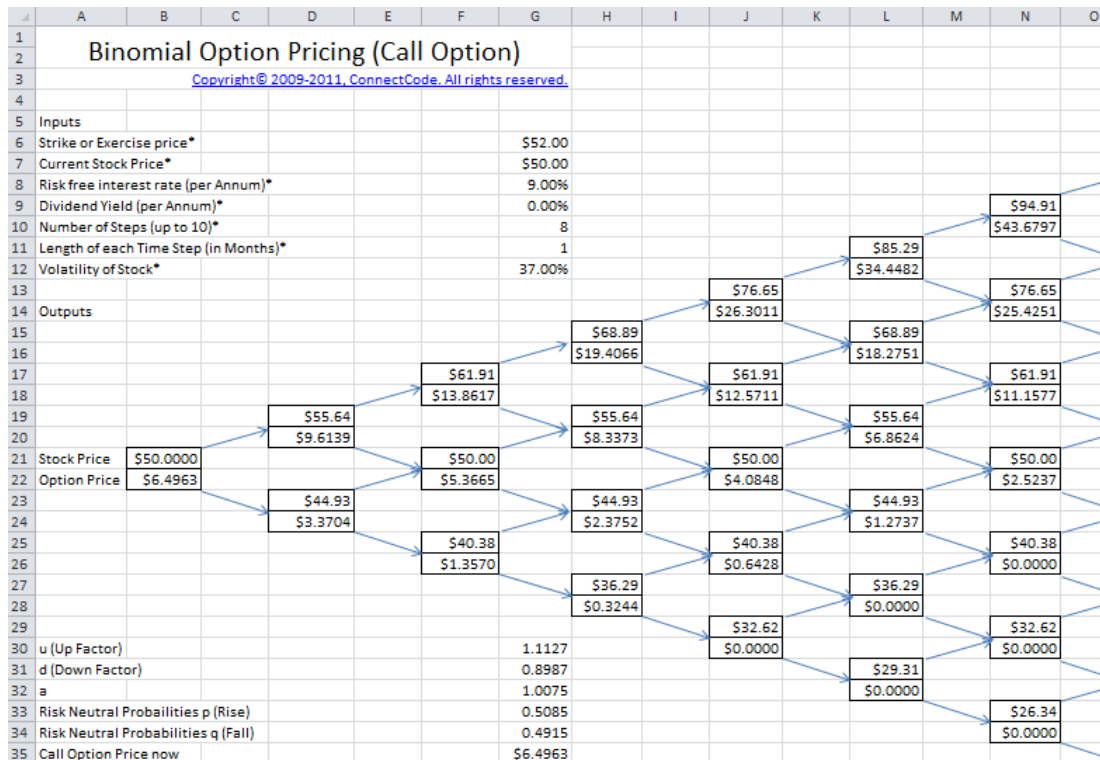 A B C D E F G H I J K L M N O
1
2 Binomial Option Pricing (Call Option)
3 Copyright© 2009-2011, ConnectCode. All rights reserved.
4
5 Inputs
6 Strike or Exercise price* $52.00
7 Current Stock Price* $50.00
8 Risk free interest rate (per Annum)* 9.00%
9 Dividend Yield (per Annum)* 0.00% $94.91
10 Number of Steps (up to 10)* 8 $43.6797
11 Length of each Time Step (in Months)* 1 $85.29
12 Volatility of Stock* 37.00% $34.4482
13 $76.65 $76.65
14 Outputs $26.3011 $25.4251
15 $68.89 $68.89
16 $19.4066 $18.2751
17 $61.91 $61.91 $61.91
18 $13.8617 $12.5711 $11.1577
19 $55.64 $55.64 $55.64
20 $9.6139 $8.3373 $6.8624
21 Stock Price $50.0000 $50.00 $50.00 $50.00
22 Option Price $6.4963 $5.3665 $4.0848 $2.5237
23 $44.93 $44.93 $44.93
24 $3.3704 $2.3752 $1.2737
25 $40.38 $40.38 $40.38
26 $1.3570 $0.6428 $0.0000
27 $36.29 $36.29
28 $0.3244 $0.0000
29 $32.62 $32.62
30 u (Up Factor) 1.1127 $0.0000 $0.0000
31 d (Down Factor) 0.8987 $29.31
32 a 1.0075 $0.0000
33 Risk Neutral Probailities p (Rise) 0.5085 $26.34
34 Risk Neutral Probabilities q (Fall) 0.4915 $0.0000
35 Call Option Price now $6.4963